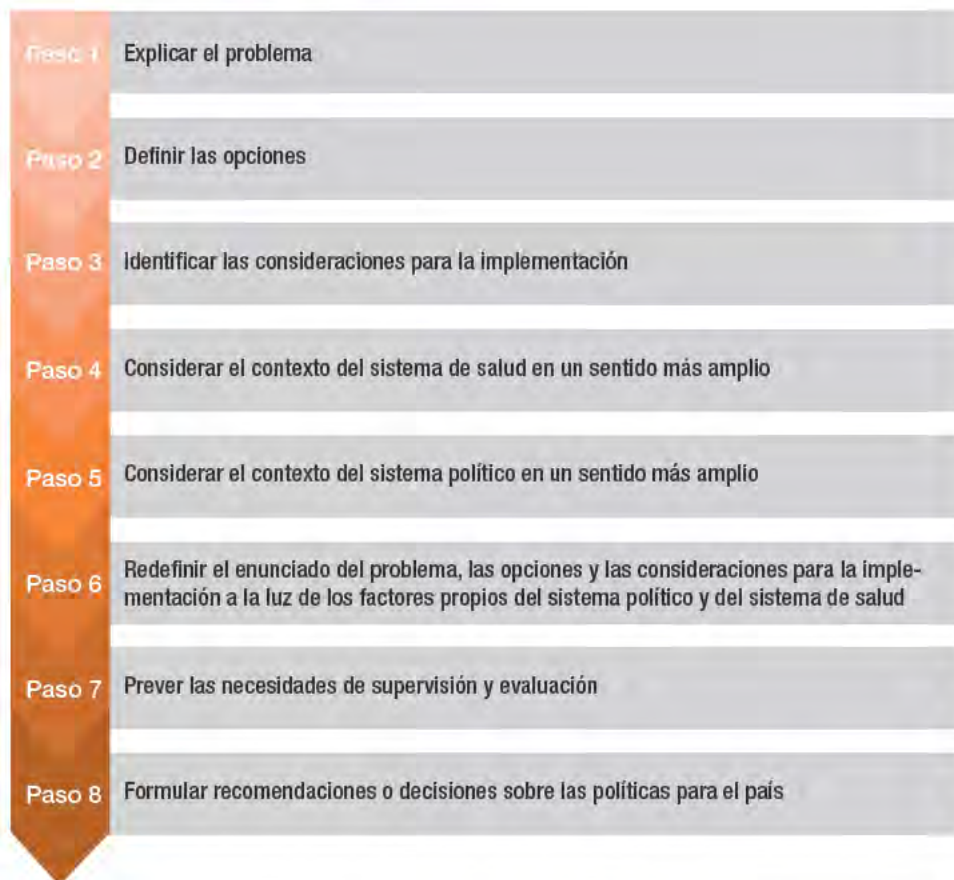 Paso 1 Explicar el problema
Paso 2 Definir las opciones
Paso 3 Identificar las consideraciones para la implementación
Paso 4 Considerar el contexto del sistema de salud en un sentido más amplio
Paso 5 Considerar el contexto del sistema político en un sentido más amplio
Paso 6 Redefinir el enunciado del problema, las opciones y las consideraciones para la imple-
mentación a la luz de los factores propios del sistema político y del sistema de salud
Paso 7 Prever las necesidades de supervisión y evaluación
Paso 8 Formular recomendaciones o decisiones sobre las políticas para el país